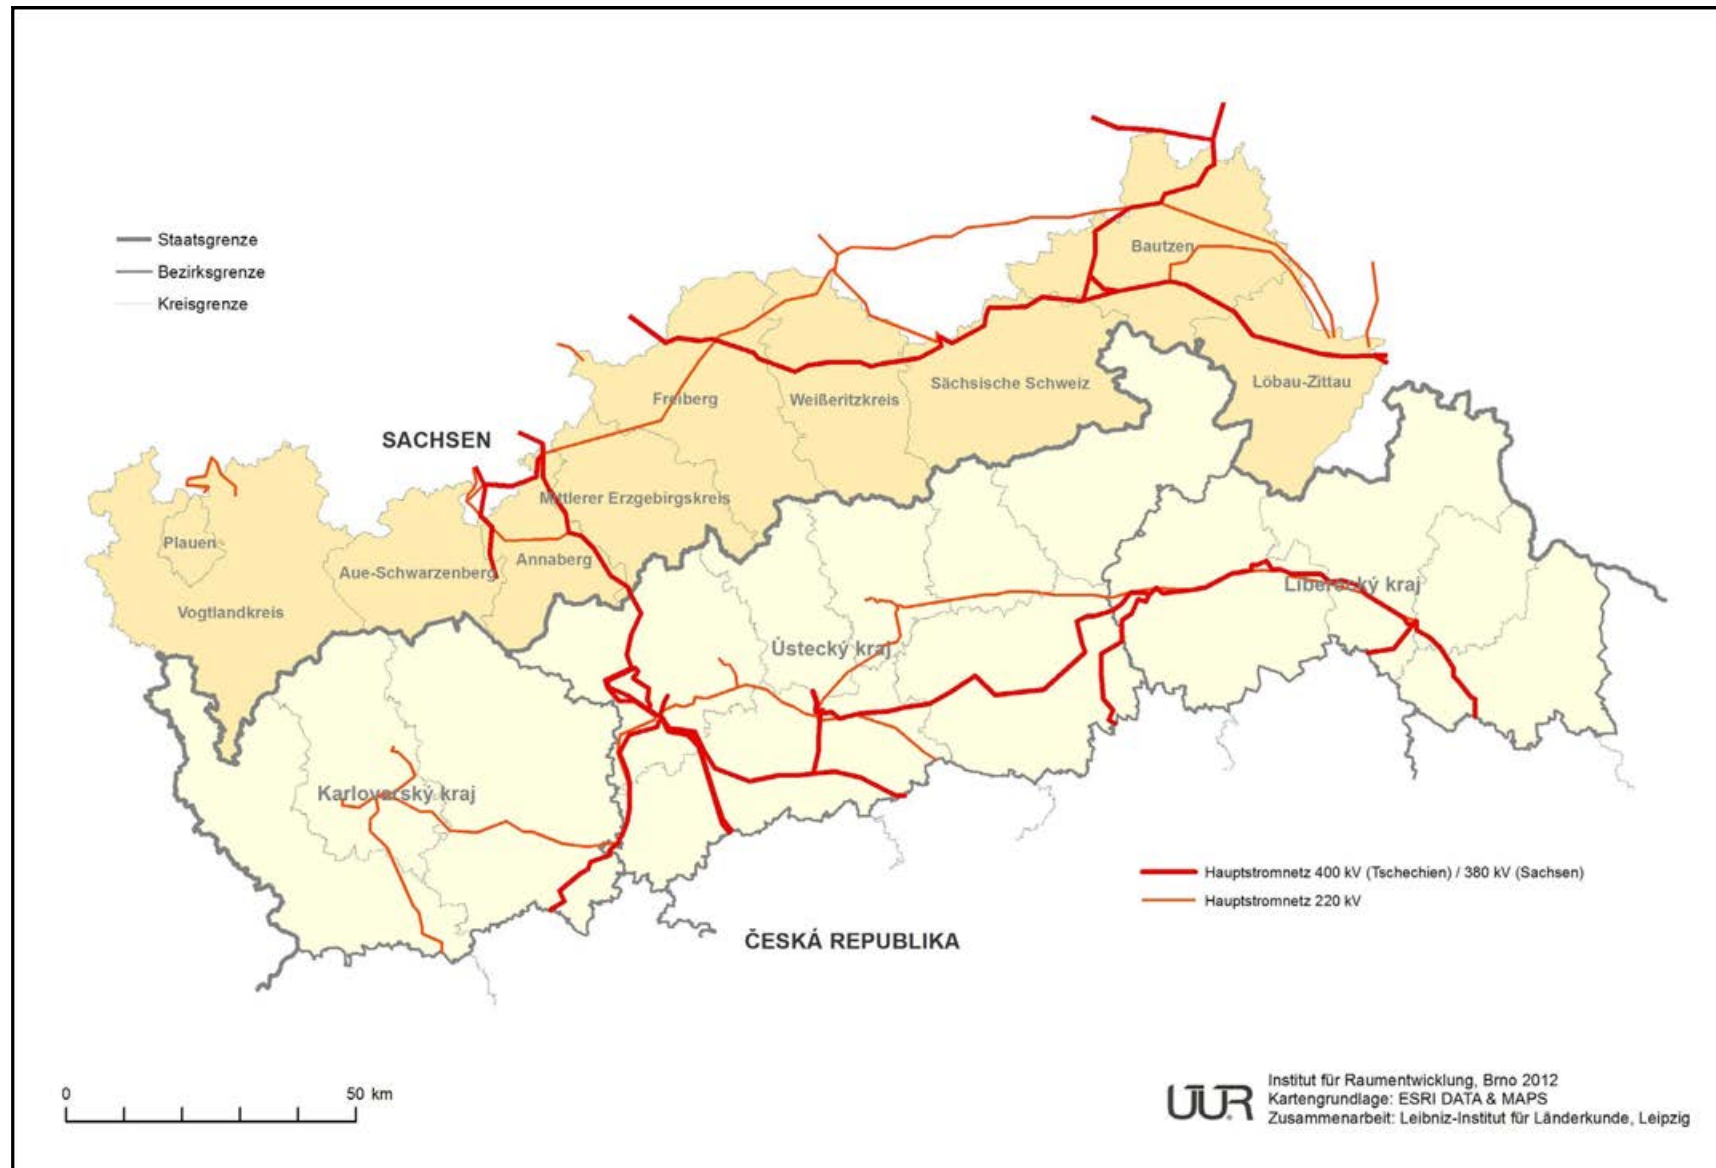 Staatsgrenze
Bezirksgrenze
Kreisgrenze
Bautzen
Löbau-Zittau
Sächsische Schweiz
Weißeritzkreis
Freiberg
SACHSEN
Mittlerer Erzgebirgskreis
Plauen
Annaberg
Aue-Schwarzenberg
Vogtlandkreis
Liberecký kraj
Ústecký kraj
Karlovarský kraj
Hauptstromnetz 400 kV (Tschechien) / 380 kV (Sachsen)
Hauptstromnetz 220 kV
ČESKÁ REPUBLIKA
0 50 km
ÚÚR
Institut für Raumentwicklung, Brno 2012
Kartengrundlage: ESRI DATA & MAPS
Zusammenarbeit: Leibniz-Institut für Länderkunde, Leipzig